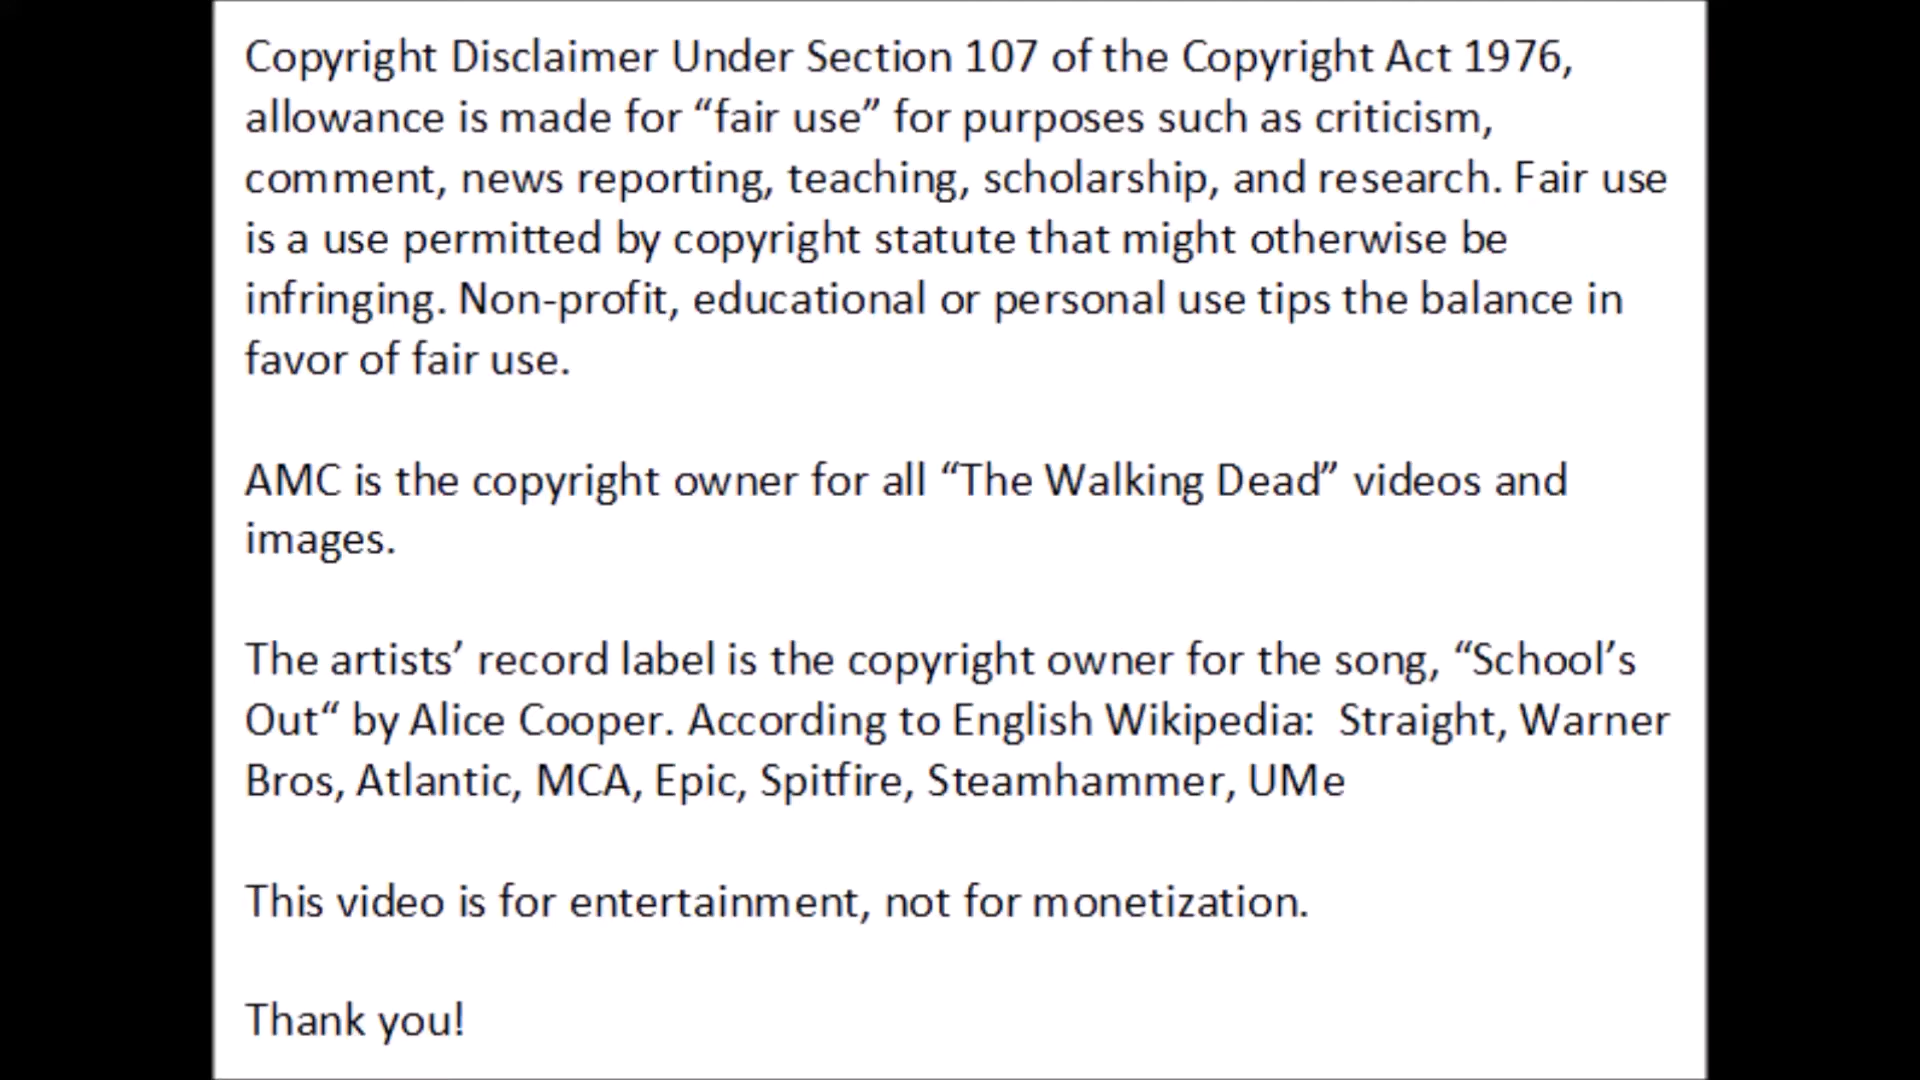 Copyright Disclaimer Under Section 107 of the Copyright Act 1976,
allowance is made for “fair use” for purposes such as criticism,
comment, news reporting, teaching, scholarship, and research. Fair use
is a use permitted by copyright statute that might otherwise be
infringing. Non-profit, educational or personal use tips the balance in
favor of fair use.
AMC is the copyright owner for all “The Walking Dead” videos and
images.
The artists’ record label is the copyright owner for the song, “School’s
Out“ by Alice Cooper. According to English Wikipedia:  Straight, Warner
Bros, Atlantic, MCA, Epic, Spitfire, Steamhammer, UMe
This video is for entertainment, not for monetization.
Thank you!